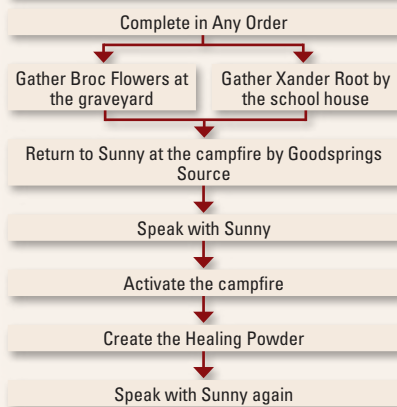 Complete in Any Order
Gather Broc Flowers at
the graveyard
Gather Xander Root by
the school house
Return to Sunny at the campfire by Goodsprings
Source
Speak with Sunny
Activate the campfire
Create the Healing Powder
Speak with Sunny again